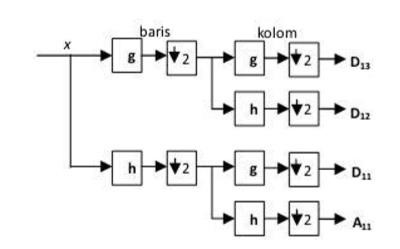 baris kolom
x g ↓2 g ↓2 D₁₃
h ↓2 D₁₂
h ↓2 g ↓2 D₁₁
h ↓2 A₁₁